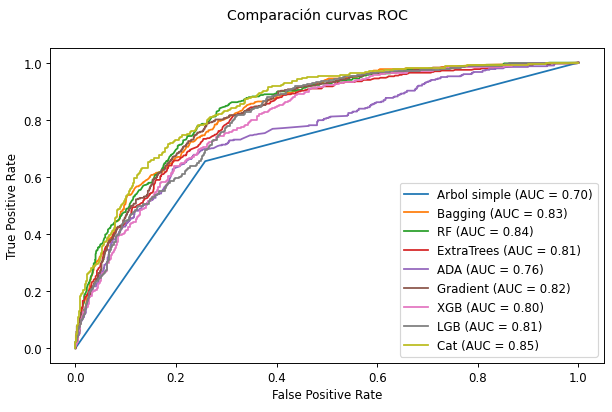 Comparación curvas ROC
1.0
0.8
0.6
0.4
0.2
0.0
True Positive Rate
Arbol simple (AUC = 0.70)
Bagging (AUC = 0.83)
RF (AUC = 0.84)
ExtraTrees (AUC = 0.81)
ADA (AUC = 0.76)
Gradient (AUC = 0.82)
XGB (AUC = 0.80)
LGB (AUC = 0.81)
Cat (AUC = 0.85)
0.0 0.2 0.4 0.6 0.8 1.0
False Positive Rate